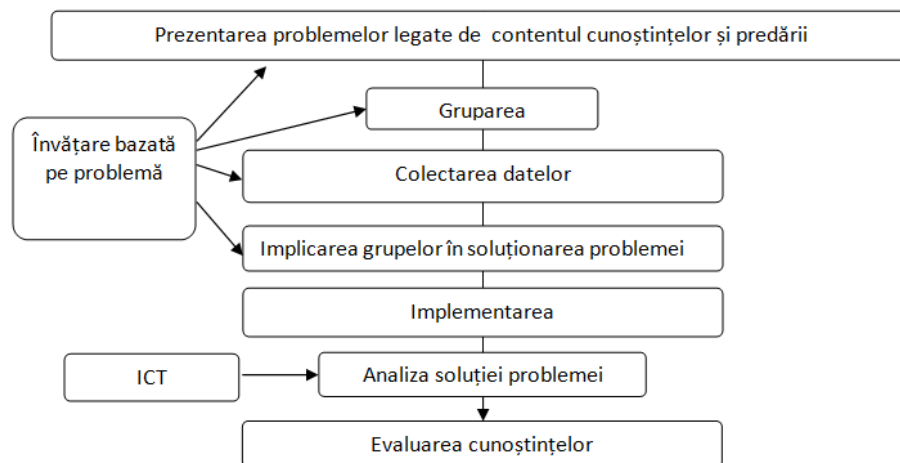 Prezentarea problemelor legate de contentul cunoștințelor și predării
Gruparea
Învățare bazată
pe problemă
Colectarea datelor
Implicarea grupelor în soluționarea problemei
Implementarea
ICT
Analiza soluției problemei
Evaluarea cunoștințelor